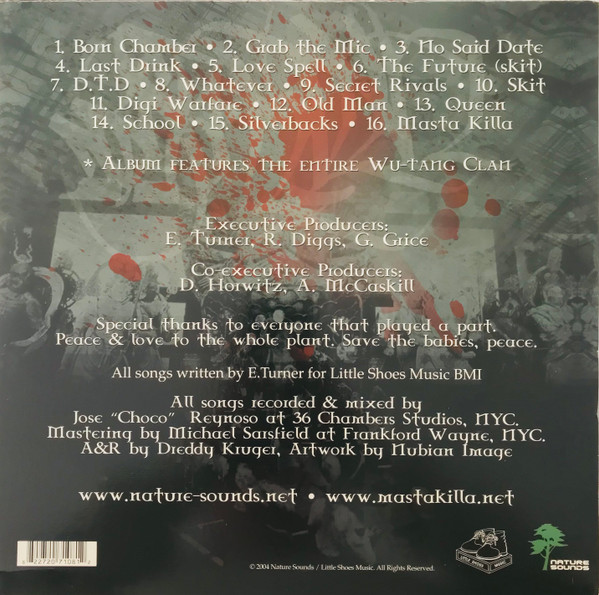 1. Born Chamber • 2. Grab the Mic • 3. No Said Date
4. Last Drink • 5. Love Spell • 6. The Future (skit)
7. D.T.D • 8. Whatever • 9. Secret Rivals • 10. Skit
11. Digi Warfare • 12. Old Man • 13. Queen
14. School • 15. Silverbacks • 16. Masta Killa
* Album features the entire Wu-tang Clan
Executive Producers:
E. Turner, R. Diggs, G. Grice
Co-executive Producers:
D. Horwitz, A. McCaskill
Special thanks to everyone that played a part.
Peace & love to the whole plant. Save the babies, peace.
All songs written by E.Turner for Little Shoes Music BMI
All songs recorded & mixed by
Jose "Choco" Reynoso at 36 Chambers Studios, NYC.
Mastering by Michael Sarsfield at Frankford Wayne, NYC.
A&R by Dreddy Kruger, Artwork by Nubian Image
www.nature-sounds.net • www.mastakilla.net
LITTLE SHOES MUSIC
NATURE
SOUNDS
©2004 Nature Sounds / Little Shoes Music. All Rights Reserved.